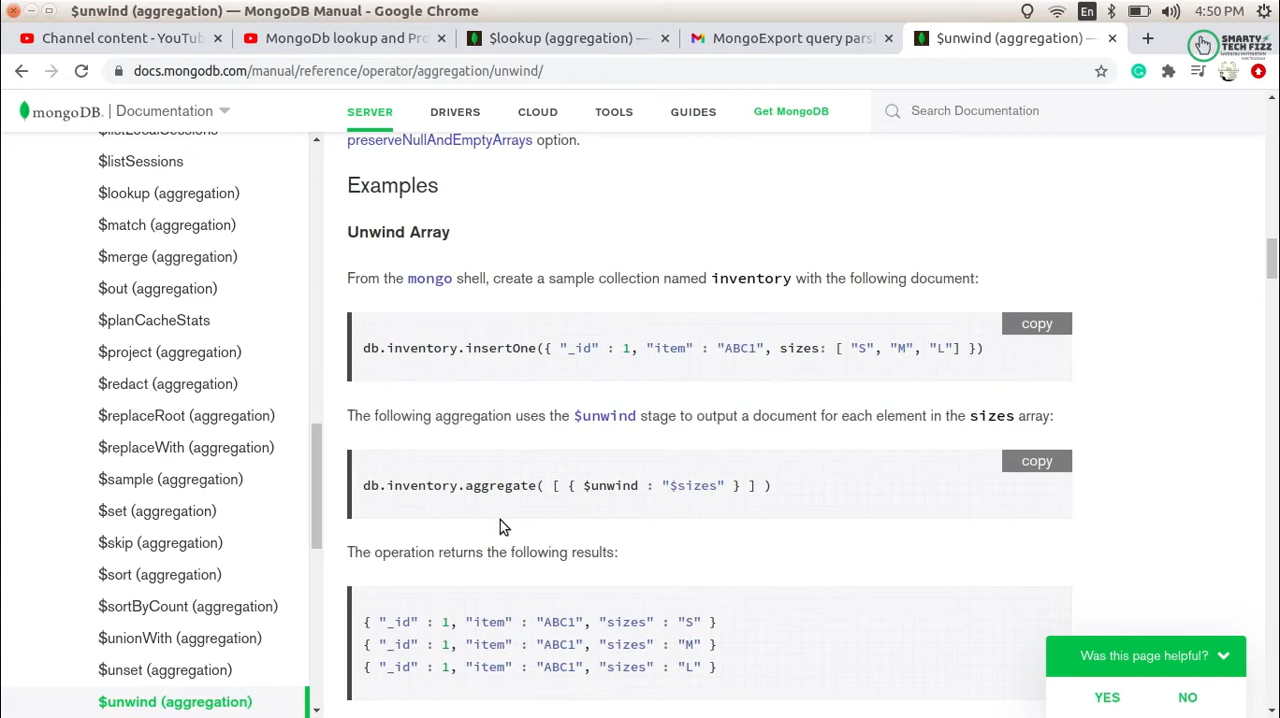 $unwind (aggregation) — MongoDB Manual - Google Chrome
En
4:50 PM
Channel content - YouTu
MongoDb lookup and Pro
$lookup (aggregation) —
MongoExport query parsi
$unwind (aggregation) —
SMARTY
TECH FIZZ
docs.mongodb.com/manual/reference/operator/aggregation/unwind/
mongoDB. Documentation
SERVER
DRIVERS
CLOUD
TOOLS
GUIDES
Get MongoDB
Search Documentation
$listLocalSessions
$listSessions
$lookup (aggregation)
$match (aggregation)
$merge (aggregation)
$out (aggregation)
$planCacheStats
$project (aggregation)
$redact (aggregation)
$replaceRoot (aggregation)
$replaceWith (aggregation)
$sample (aggregation)
$set (aggregation)
$skip (aggregation)
$sort (aggregation)
$sortByCount (aggregation)
$unionWith (aggregation)
$unset (aggregation)
$unwind (aggregation)
preserveNullAndEmptyArrays option.
Examples
Unwind Array
From the mongo shell, create a sample collection named inventory with the following document:
copy
db.inventory.insertOne({ "_id" : 1, "item" : "ABC1", sizes: [ "S", "M", "L"] })
The following aggregation uses the $unwind stage to output a document for each element in the sizes array:
copy
db.inventory.aggregate( [ { $unwind : "$sizes" } ] )
The operation returns the following results:
{ "_id" : 1, "item" : "ABC1", "sizes" : "S" }
{ "_id" : 1, "item" : "ABC1", "sizes" : "M" }
{ "_id" : 1, "item" : "ABC1", "sizes" : "L" }
Was this page helpful?
YES
NO